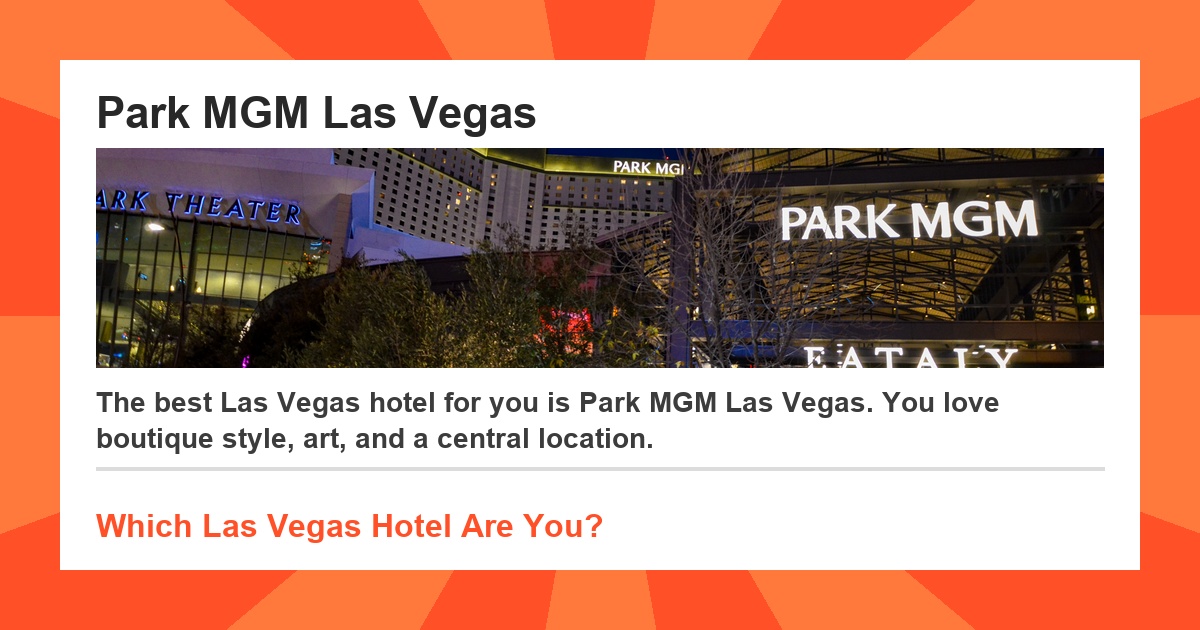 Park MGM Las Vegas
PARK MGM
ARK THEATER
PARK MGM
EATALY
The best Las Vegas hotel for you is Park MGM Las Vegas. You love
boutique style, art, and a central location.
Which Las Vegas Hotel Are You?